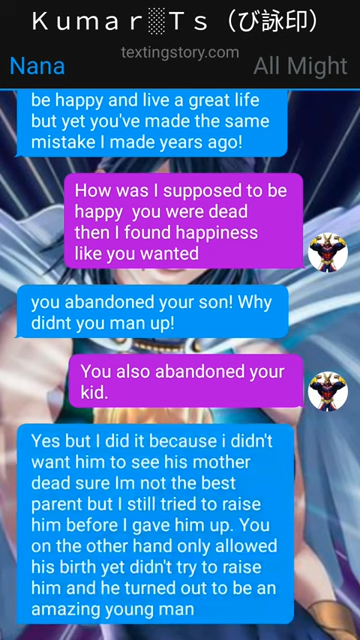 Ｋｕｍａｒ░Ｔｓ（び詠印）
textingstory.com
Nana
All Might
be happy and live a great life
but yet you've made the same
mistake I made years ago!
How was I supposed to be
happy you were dead
then I found happiness
like you wanted
you abandoned your son! Why
didnt you man up!
You also abandoned your
kid.
Yes but I did it because i didn't
want him to see his mother
dead sure Im not the best
parent but I still tried to raise
him before I gave him up. You
on the other hand only allowed
his birth yet didn't try to raise
him and he turned out to be an
amazing young man